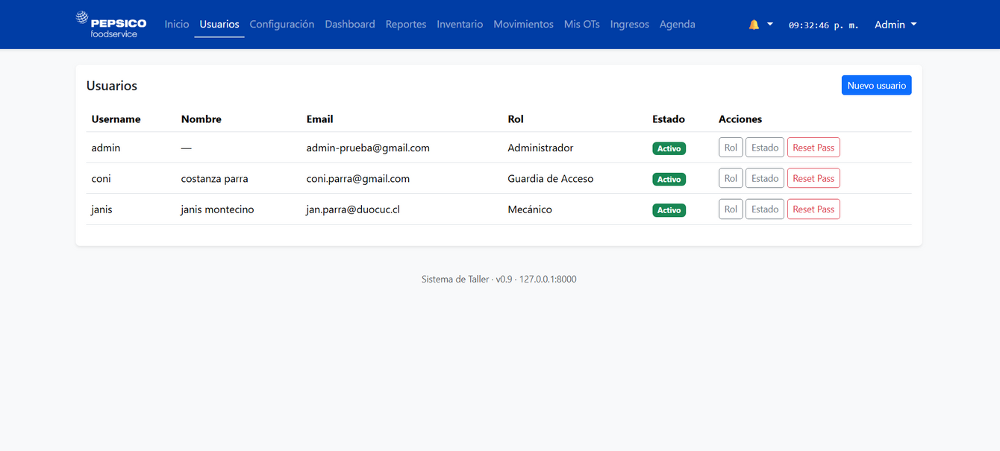 PEPSICO
foodservice
Inicio Usuarios Configuración Dashboard Reportes Inventario Movimientos Mis OTs Ingresos Agenda 09:32:46 p. m. Admin
Usuarios Nuevo usuario
Username Nombre Email Rol Estado Acciones
admin — admin-prueba@gmail.com Administrador Activo Rol Estado Reset Pass
coni costanza parra coni.parra@gmail.com Guardia de Acceso Activo Rol Estado Reset Pass
janis janis montecino jan.parra@duocuc.cl Mecánico Activo Rol Estado Reset Pass
Sistema de Taller · v0.9 · 127.0.0.1:8000